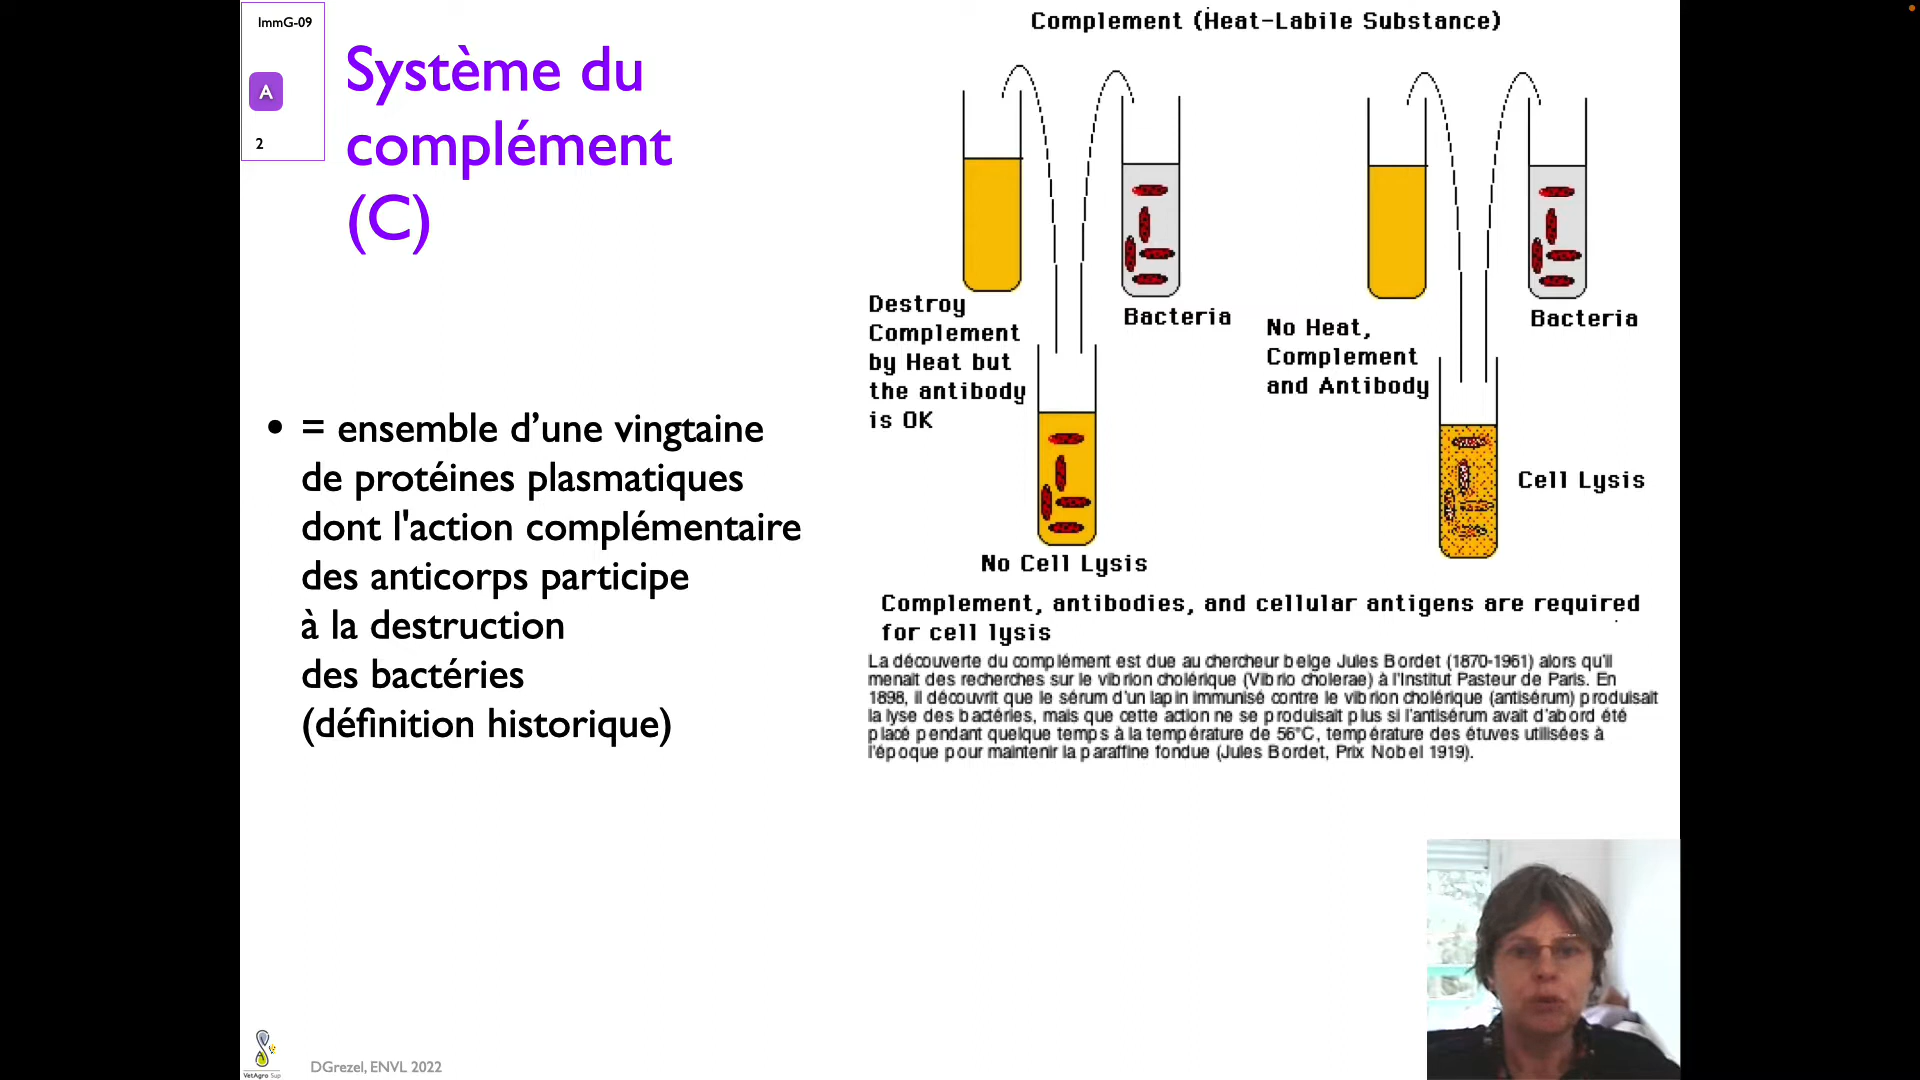 ImmG-09
A
2
Système du
complément
(C)
• = ensemble d’une vingtaine
de protéines plasmatiques
dont l'action complémentaire
des anticorps participe
à la destruction
des bactéries
(définition historique)
Complement (Heat-Labile Substance)
Destroy
Complement
by Heat but
the antibody
is OK
Bacteria
No Heat,
Complement
and Antibody
Bacteria
No Cell Lysis
Cell Lysis
Complement, antibodies, and cellular antigens are required
for cell lysis
La découverte du complément est due au chercheur belge Jules Bordet (1870-1961) alors qu'il
menait des recherches sur le vibrion cholérique (Vibrio cholerae) à l'Institut Pasteur de Paris. En
1898, il découvrit que le sérum d'un lapin immunisé contre le vibrion cholérique (antisérum) produisait
la lyse des bactéries, mais que cette action ne se produisait plus si l'antisérum avait d'abord été
placé pendant quelque temps à la température de 56°C, température des étuves utilisées à
l'époque pour maintenir la paraffine fondue (Jules Bordet, Prix Nobel 1919).
VetAgro Sup
DGrezel, ENVL 2022